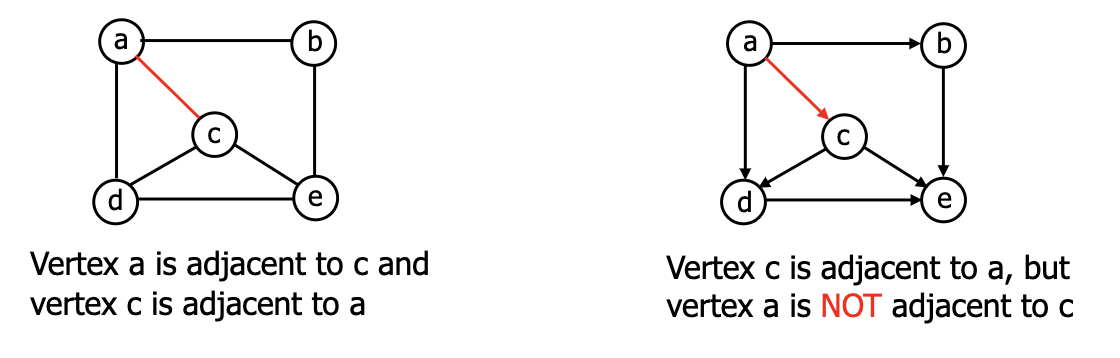 a
b
c
d
e
Vertex a is adjacent to c and
vertex c is adjacent to a
a
b
c
d
e
Vertex c is adjacent to a, but
vertex a is NOT adjacent to c